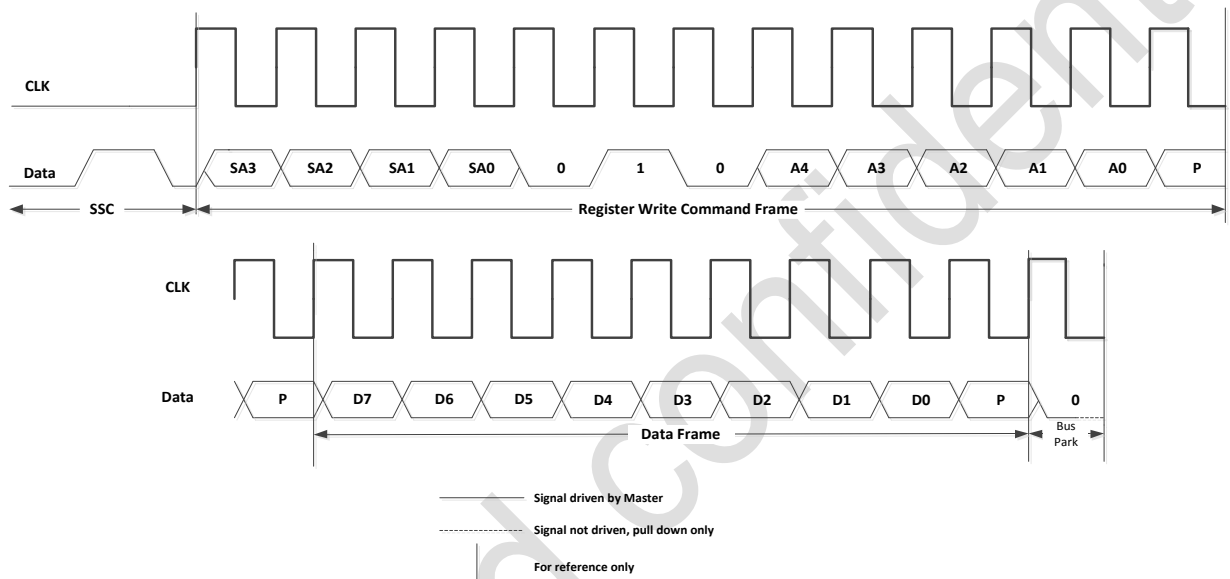 CLK
Data SA3 SA2 SA1 SA0 0 1 0 A4 A3 A2 A1 A0 P
SSC Register Write Command Frame
CLK
Data P D7 D6 D5 D4 D3 D2 D1 D0 P 0
Data Frame Bus
Park
Signal driven by Master
Signal not driven, pull down only
For reference only
d confident